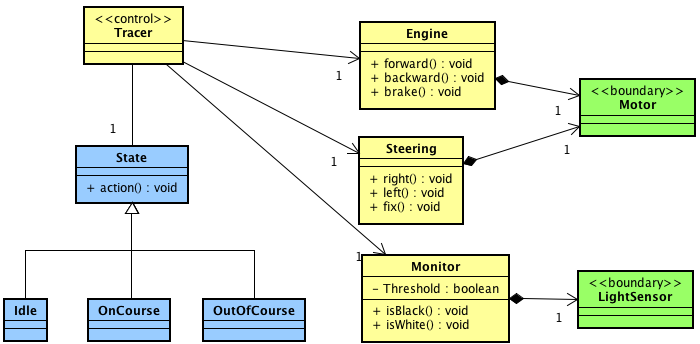 <<control>>
Tracer
Engine
+ forward() : void
+ backward() : void
+ brake() : void
1
<<boundary>>
Motor
1
1
State
+ action() : void
1
Steering
+ right() : void
+ left() : void
+ fix() : void
1
1
Monitor
- Threshold : boolean
+ isBlack() : void
+ isWhite() : void
<<boundary>>
LightSensor
1
Idle
OnCourse
OutOfCourse